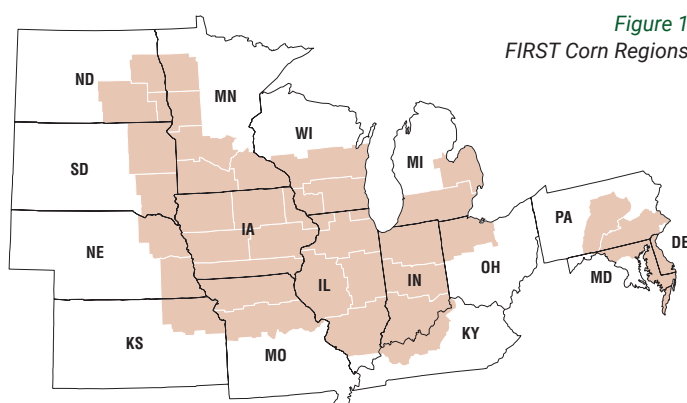 Figure 1
FIRST Corn Regions
ND
MN
WI
MI
SD
PA
IA
NE
DE
OH
MD
IL
IN
KY
KS
MO